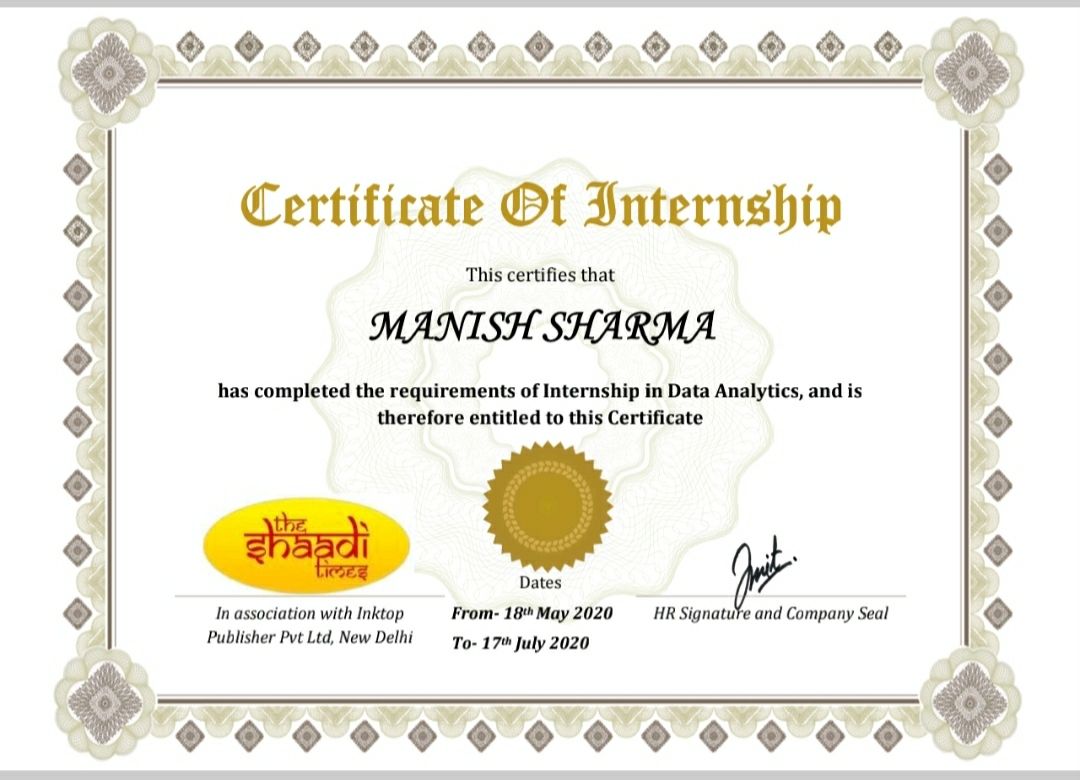 Certificate Of Internship
This certifies that
MANISH SHARMA
has completed the requirements of Internship in Data Analytics, and is
therefore entitled to this Certificate
the
shaadi
times
In association with Inktop
Publisher Pvt Ltd, New Delhi
Dates
From- 18th May 2020
To- 17th July 2020
HR Signature and Company Seal